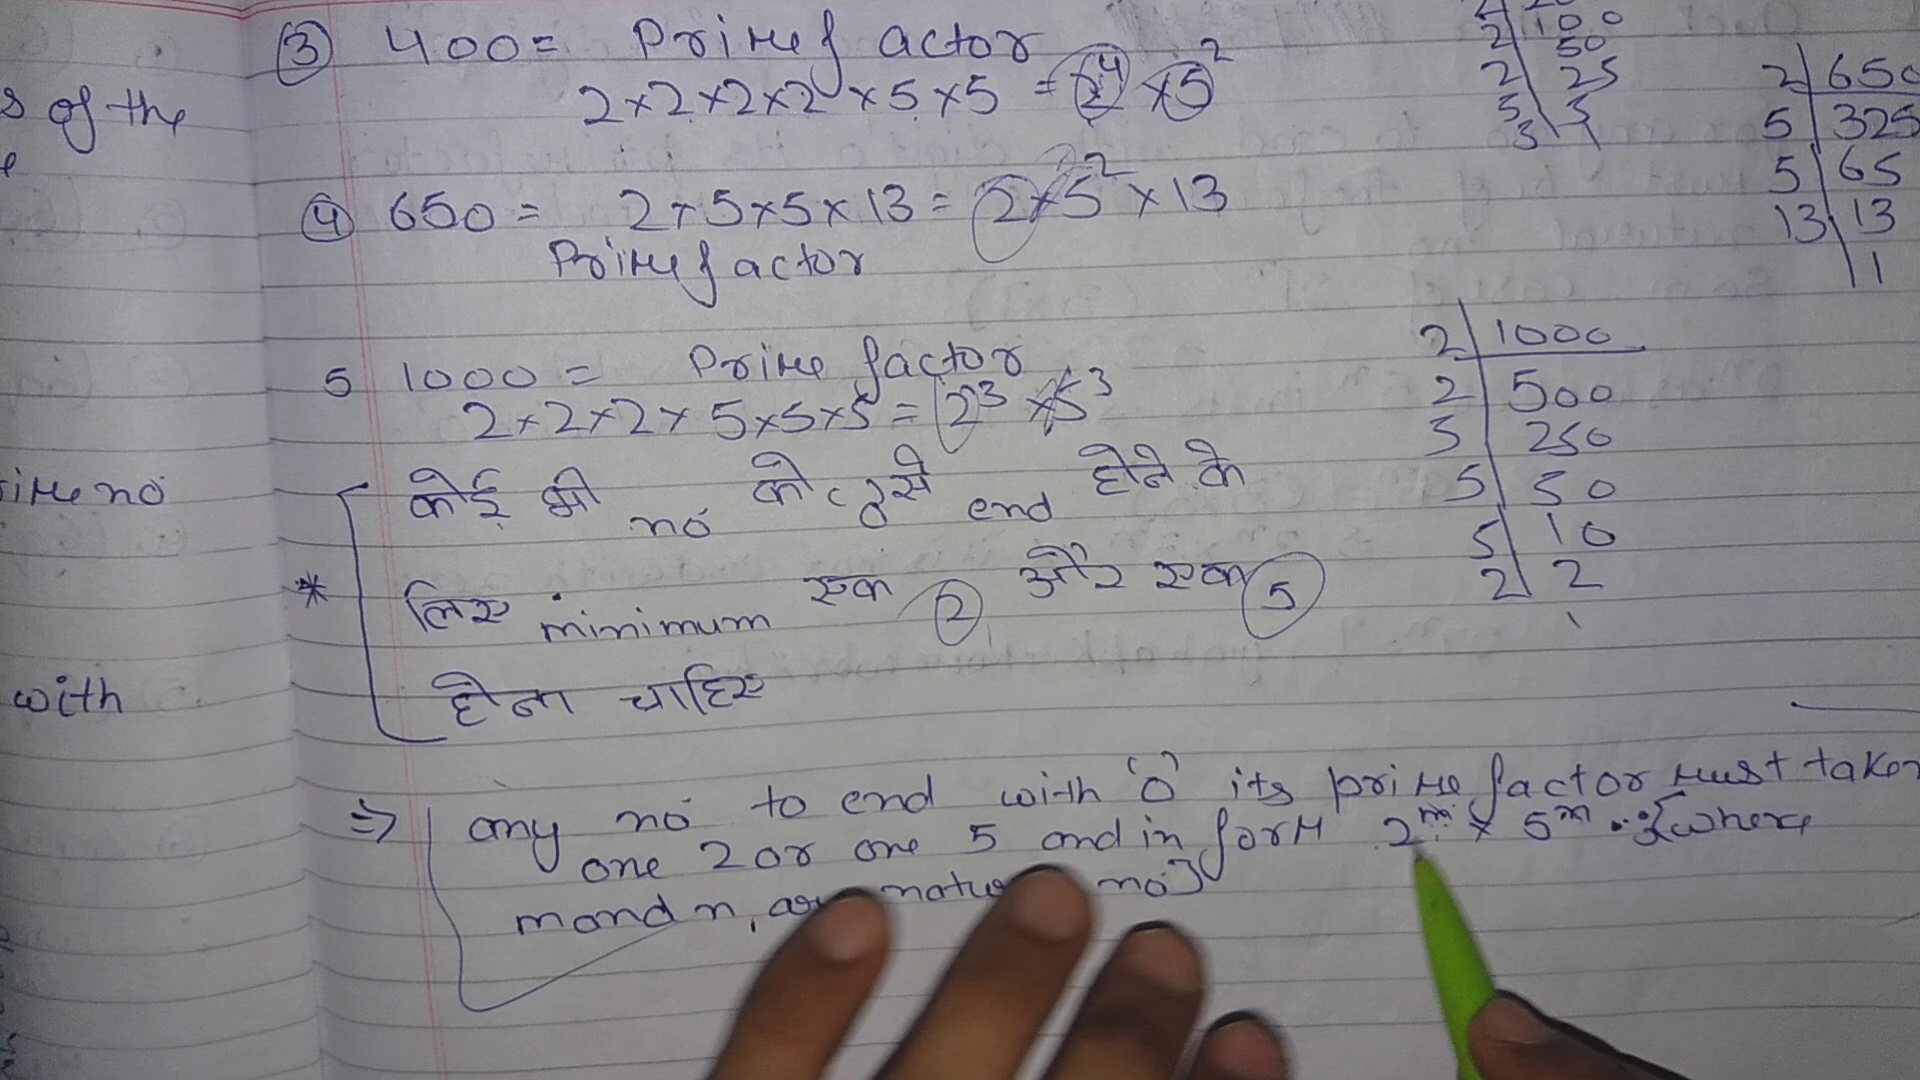 s of the
③ 400 = Prime factor
2×2×2×2×5×5 = 2⁴ ×5²
④ 650 = 2×5×5×13 = 2×5² ×13
Prime factor
5 1000 = Prime factor
2×2×2×5×5×5 = 2³ ×5³
कोई भी no को '0' से end होने के
* लिए minimum एक ② और एक ⑤
होना चाहिए
⇒ any no to end with '0' its prime factor must taken
one 2 or one 5 and in form 2ᵐ × 5ⁿ . {where
m and n, are no}
no
with
2 100
2 50
2 25
5 5
2 650
5 325
5 65
13 13
1
2 1000
2 500
5 250
5 50
5 10
2 2
1